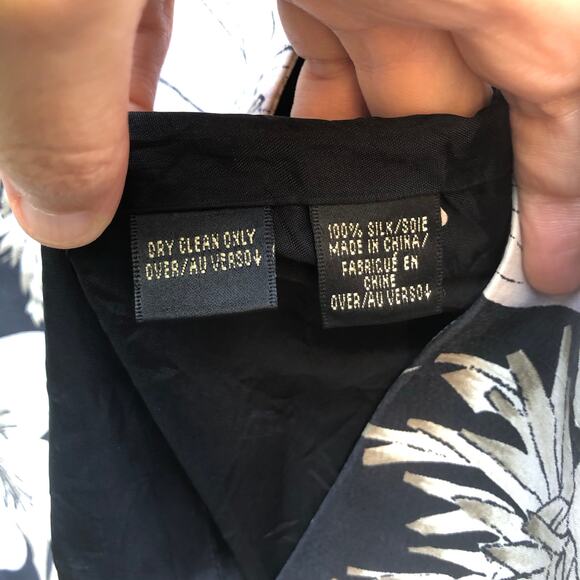 DRY CLEAN ONLY
OVER/AU VERSO↓
100% SILK/SOIE
MADE IN CHINA/
FABRIQUÉ EN
CHINE
OVER/AU VERSO↓